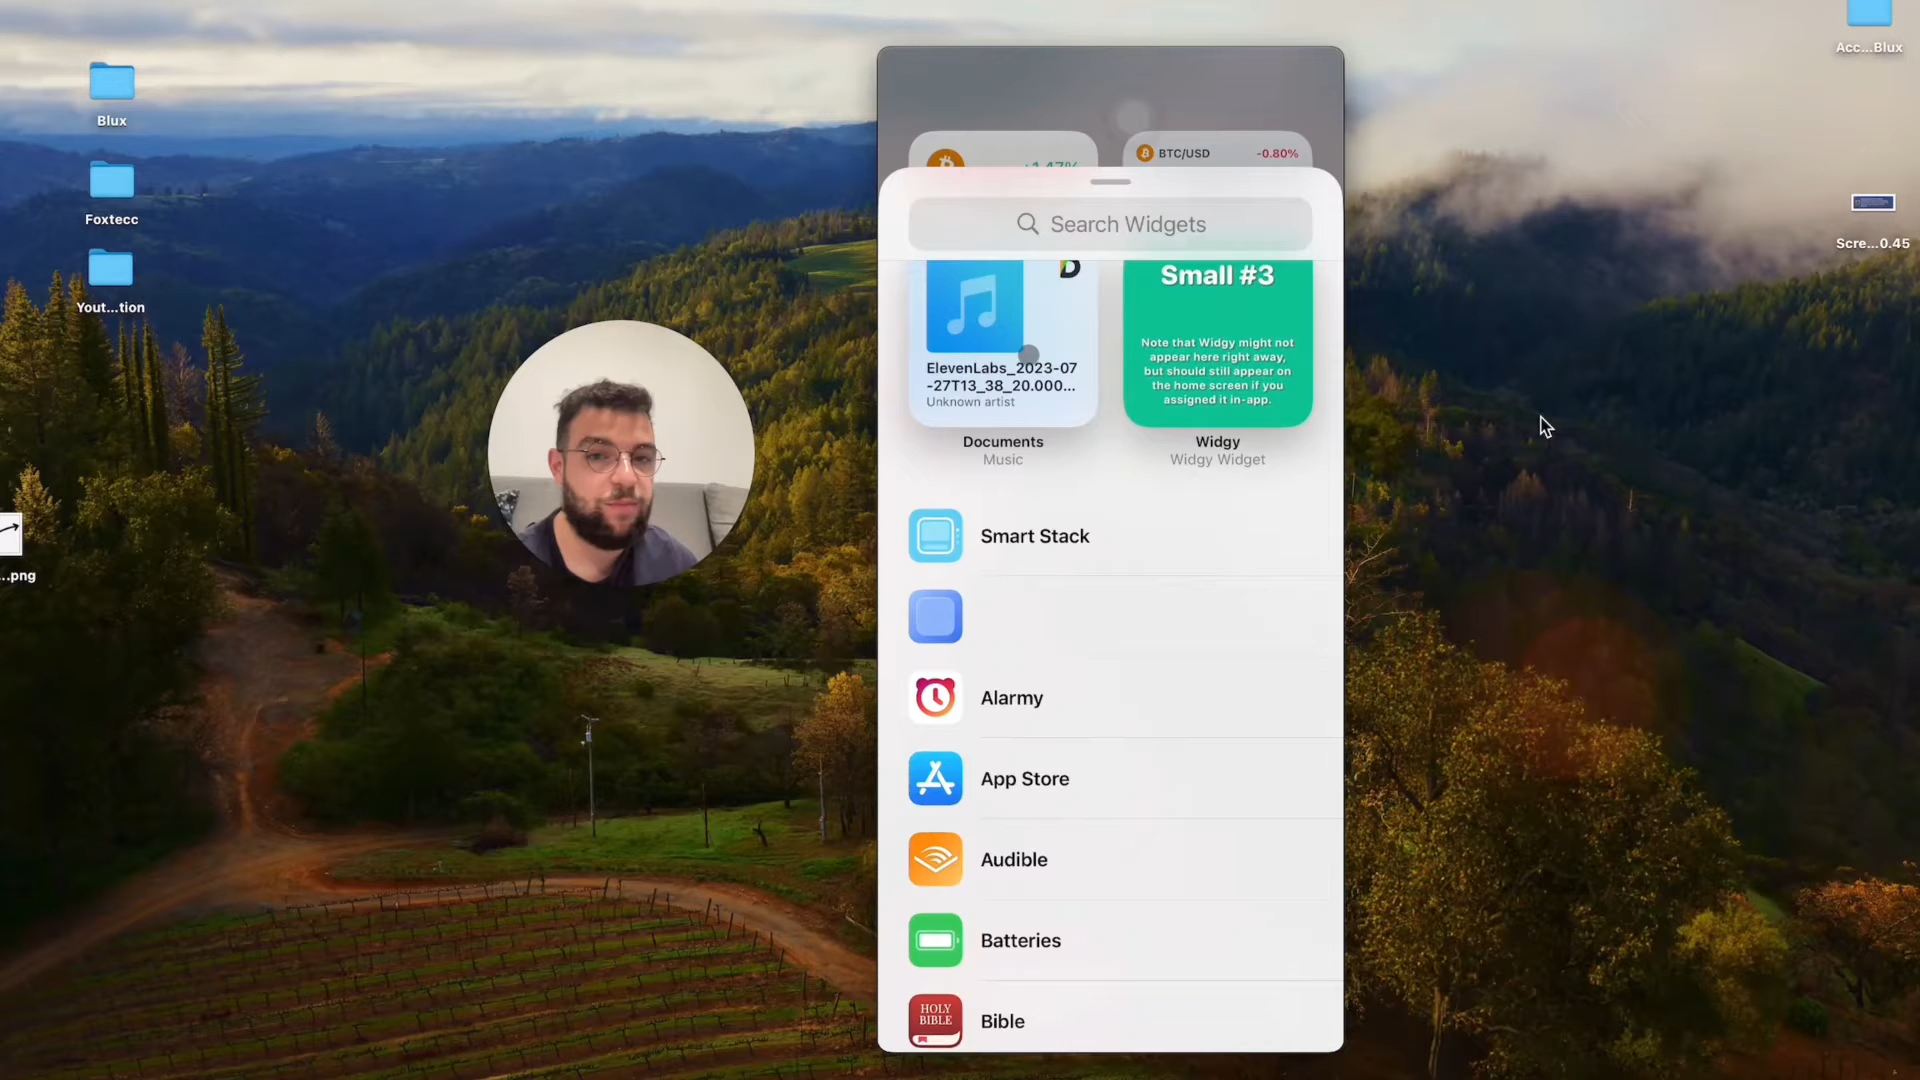 Blux
Foxtecc
Yout...tion
...png
Acc...Blux
Scre...0.45
+1.47%
BTC/USD
-0.80%
Search Widgets
ElevenLabs_2023-07
-27T13_38_20.000...
Unknown artist
Documents
Music
Small #3
Note that Widgy might not
appear here right away,
but should still appear on
the home screen if you
assigned it in-app.
Widgy
Widgy Widget
Smart Stack
Alarmy
App Store
Audible
Batteries
HOLY
BIBLE
Bible